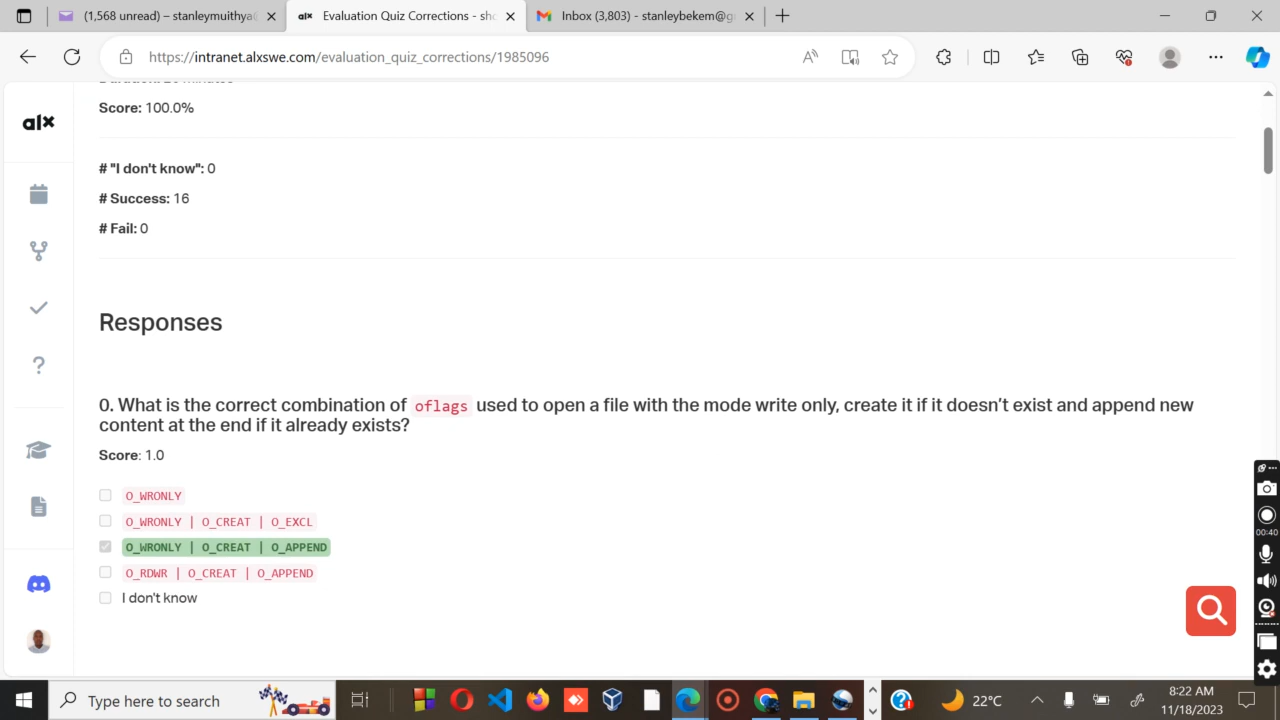 (1,568 unread) – stanleymuithya
Evaluation Quiz Corrections - sh
Inbox (3,803) - stanleybekem@g
https://intranet.alxswe.com/evaluation_quiz_corrections/1985096
alx
Score: 100.0%
# "I don't know": 0
# Success: 16
# Fail: 0
Responses
0. What is the correct combination of oflags used to open a file with the mode write only, create it if it doesn’t exist and append new
content at the end if it already exists?
Score: 1.0
O_WRONLY
O_WRONLY | O_CREAT | O_EXCL
O_WRONLY | O_CREAT | O_APPEND
O_RDWR | O_CREAT | O_APPEND
I don't know
00:40
Type here to search
22°C
8:22 AM
11/18/2023